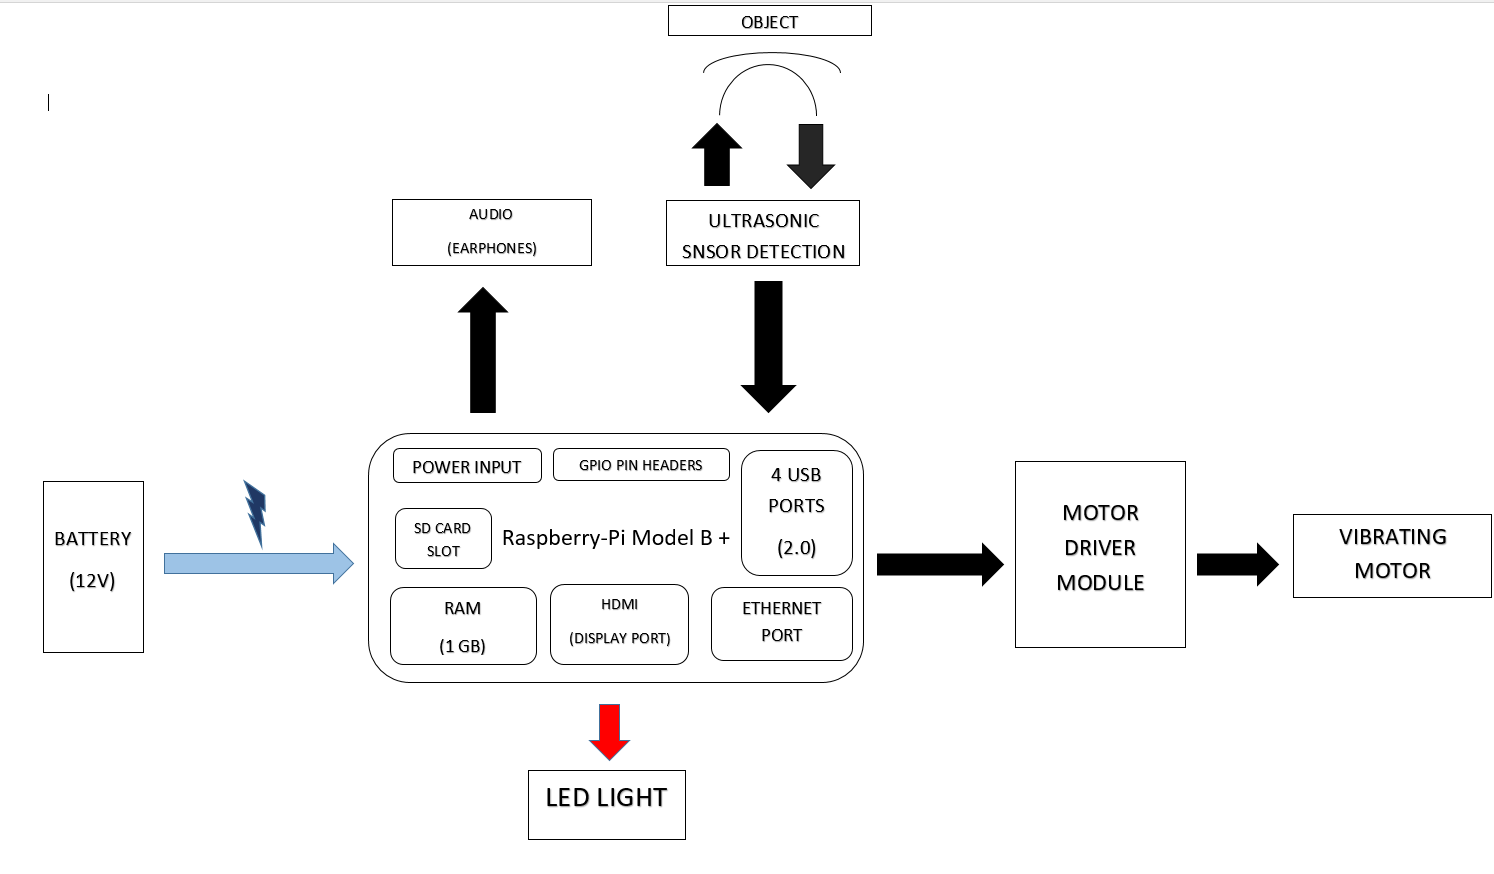 OBJECT
AUDIO
(EARPHONES)
ULTRASONIC
SNSOR DETECTION
BATTERY
(12V)
POWER INPUT
GPIO PIN HEADERS
4 USB
PORTS
(2.0)
SD CARD
SLOT
Raspberry-Pi Model B +
RAM
(1 GB)
HDMI
(DISPLAY PORT)
ETHERNET
PORT
MOTOR
DRIVER
MODULE
VIBRATING
MOTOR
LED LIGHT